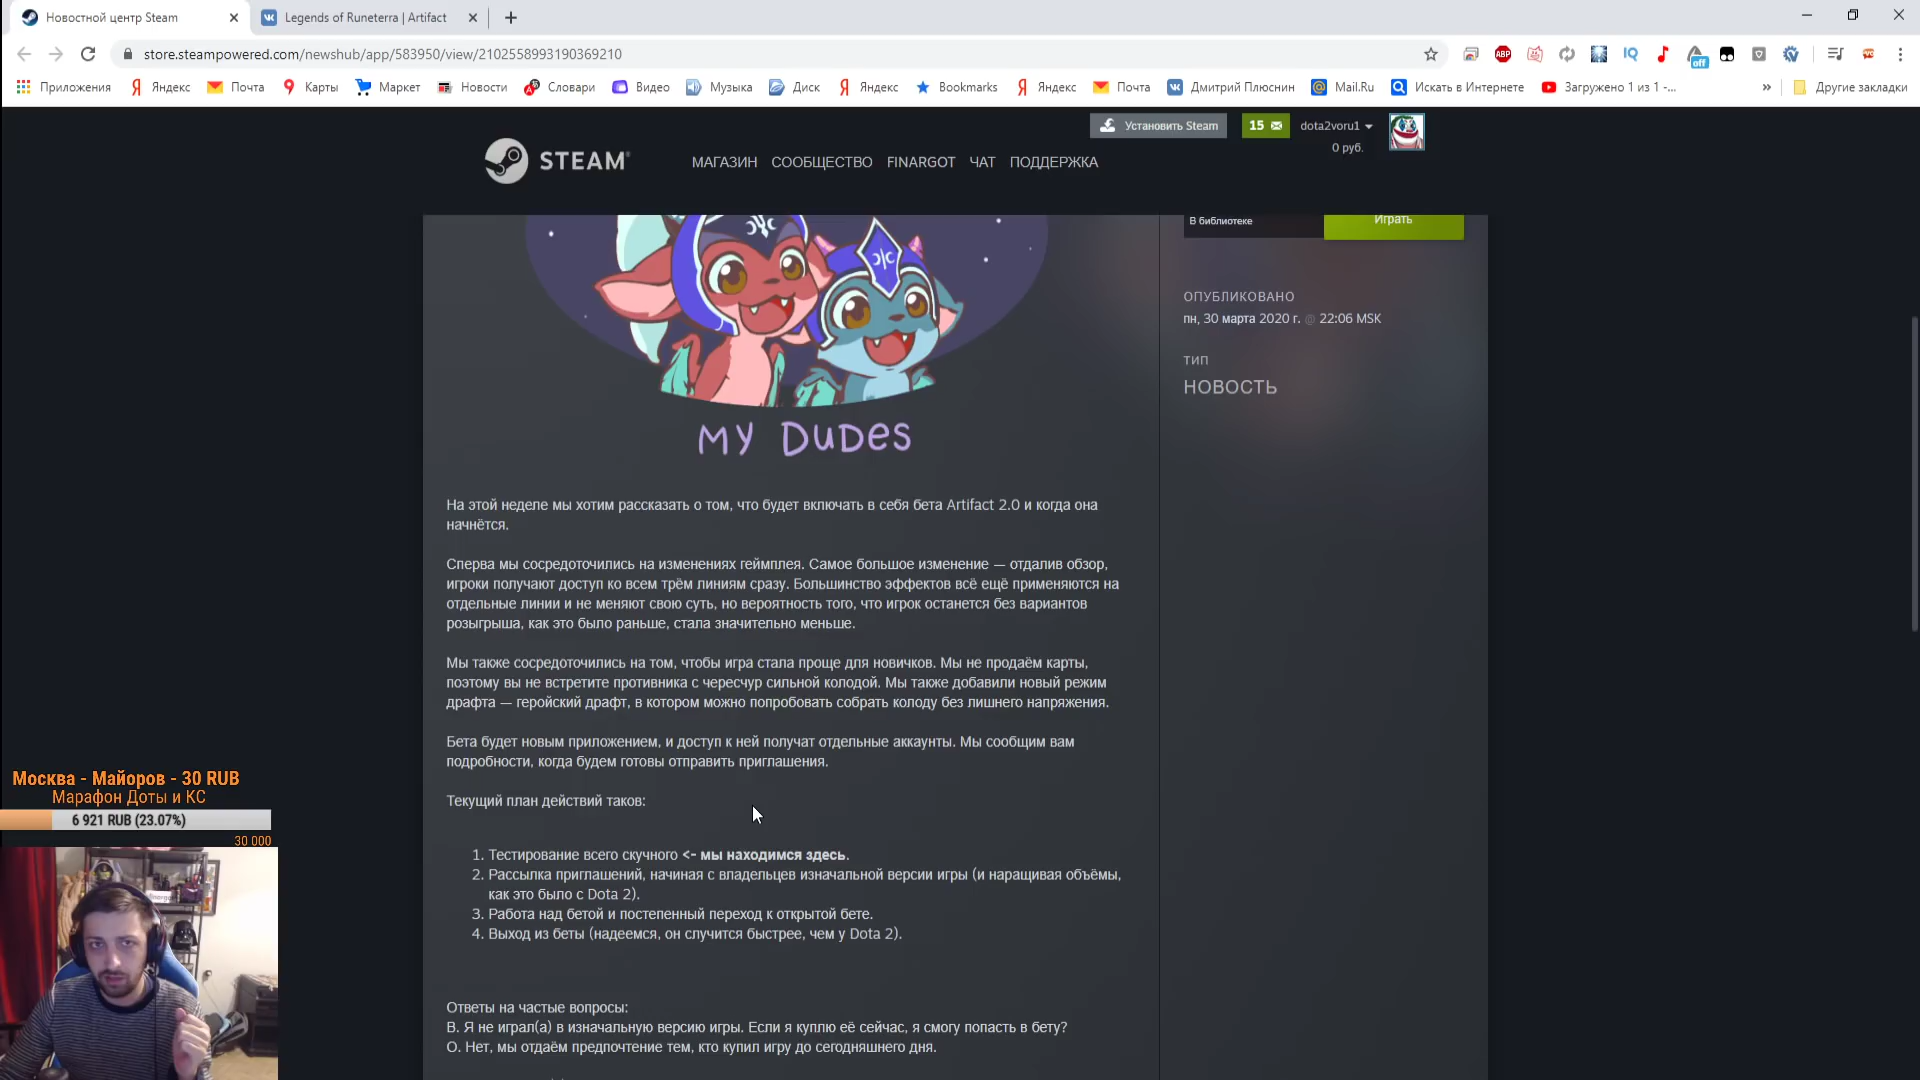 Новостной центр Steam
Legends of Runeterra | Artifact
store.steampowered.com/newshub/app/583950/view/2102558993190369210
ABP
IQ
off
Приложения
Яндекс
Почта
Карты
Маркет
Новости
Словари
Видео
Музыка
Диск
Яндекс
Bookmarks
Яндекс
Почта
Дмитрий Плюснин
Mail.Ru
Искать в Интернете
Загружено 1 из 1 -...
»
Другие закладки
Установить Steam
15
dota2voru1
0 руб.
STEAM
МАГАЗИН СООБЩЕСТВО FINARGOT ЧАТ ПОДДЕРЖКА
В библиотеке
Играть
MY DUDES
ОПУБЛИКОВАНО
пн, 30 марта 2020 г. @ 22:06 MSK
ТИП
НОВОСТЬ
На этой неделе мы хотим рассказать о том, что будет включать в себя бета Artifact 2.0 и когда она
начнётся.
Сперва мы сосредоточились на изменениях геймплея. Самое большое изменение — отдалив обзор,
игроки получают доступ ко всем трём линиям сразу. Большинство эффектов всё ещё применяются на
отдельные линии и не меняют свою суть, но вероятность того, что игрок останется без вариантов
розыгрыша, как это было раньше, стала значительно меньше.
Мы также сосредоточились на том, чтобы игра стала проще для новичков. Мы не продаём карты,
поэтому вы не встретите противника с чересчур сильной колодой. Мы также добавили новый режим
драфта — геройский драфт, в котором можно попробовать собрать колоду без лишнего напряжения.
Бета будет новым приложением, и доступ к ней получат отдельные аккаунты. Мы сообщим вам
подробности, когда будем готовы отправить приглашения.
Текущий план действий таков:
1. Тестирование всего скучного <- мы находимся здесь.
2. Рассылка приглашений, начиная с владельцев изначальной версии игры (и наращивая объёмы,
как это было с Dota 2).
3. Работа над бетой и постепенный переход к открытой бете.
4. Выход из беты (надеемся, он случится быстрее, чем у Dota 2).
Ответы на частые вопросы:
В. Я не играл(а) в изначальную версию игры. Если я куплю её сейчас, я смогу попасть в бету?
О. Нет, мы отдаём предпочтение тем, кто купил игру до сегодняшнего дня.
Москва - Майоров - 30 RUB
Марафон Доты и КС
6 921 RUB (23.07%)
30 000